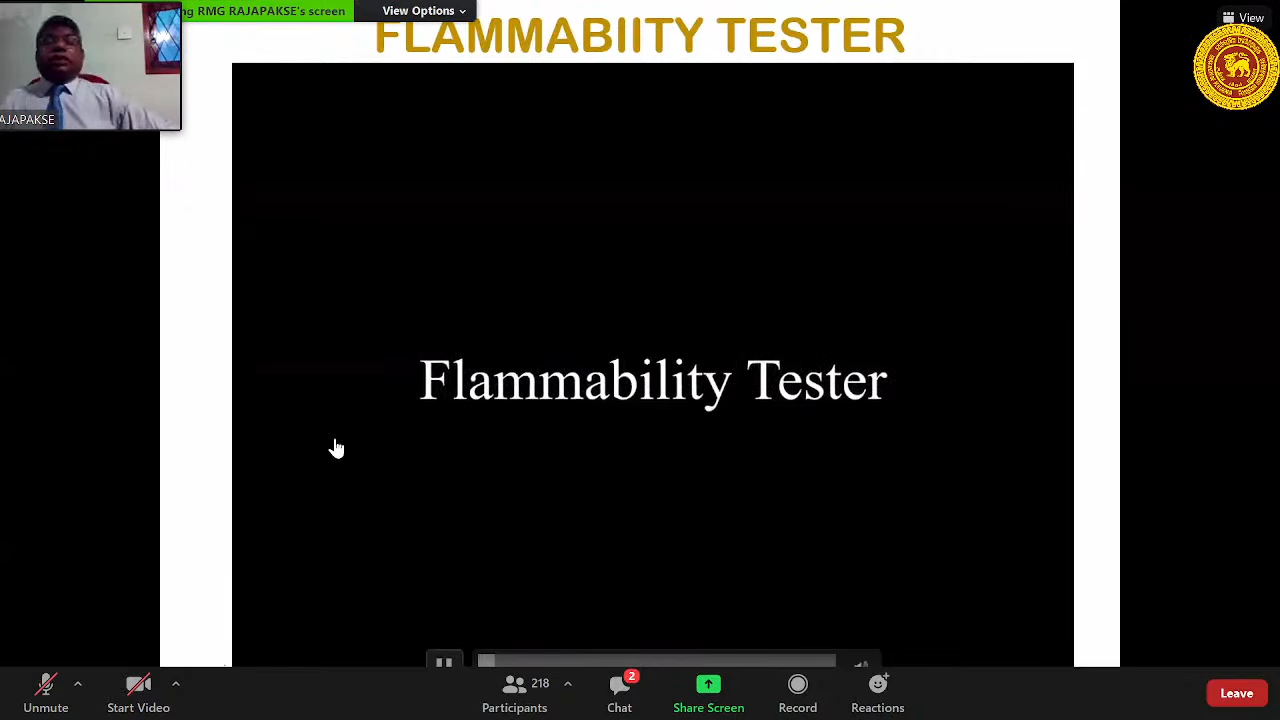 ng RMG RAJAPAKSE's screen
View Options
View
FLAMMABIITY TESTER
AJAPAKSE
Flammability Tester
Unmute
Start Video
218
Participants
2
Chat
Share Screen
Record
Reactions
Leave